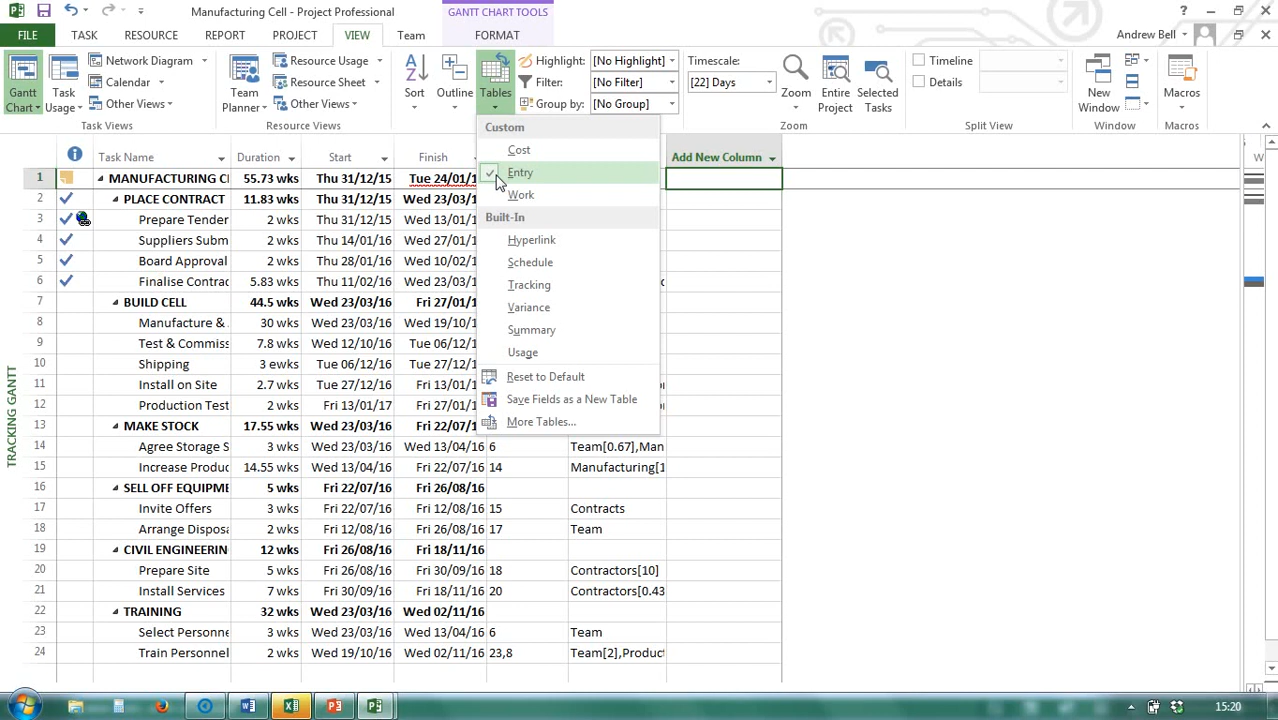 Manufacturing Cell - Project Professional
GANTT CHART TOOLS
FILE TASK RESOURCE REPORT PROJECT VIEW Team FORMAT Andrew Bell
Gantt Chart
Task Usage
Network Diagram
Calendar
Other Views
Task Views
Team Planner
Resource Usage
Resource Sheet
Other Views
Resource Views
Sort
Outline
Tables
Highlight: [No Highlight]
Filter: [No Filter]
Group by: [No Group]
Timescale:
[22] Days
Zoom
Entire Project
Selected Tasks
Zoom
Timeline
Details
Split View
New Window
Window
Macros
Macros
Custom
Cost
Entry
Work
Built-In
Hyperlink
Schedule
Tracking
Variance
Summary
Usage
Reset to Default
Save Fields as a New Table
More Tables...
TRACKING GANTT
Task Name Duration Start Finish Add New Column W
1 MANUFACTURING CI 55.73 wks Thu 31/12/15 Tue 24/01/1
2 PLACE CONTRACT 11.83 wks Thu 31/12/15 Wed 23/03/16
3 Prepare Tender 2 wks Thu 31/12/15 Wed 13/01/16
4 Suppliers Subm 2 wks Thu 14/01/16 Wed 27/01/16
5 Board Approval 2 wks Thu 28/01/16 Wed 10/02/16
6 Finalise Contrac 5.83 wks Thu 11/02/16 Wed 23/03/16
7 BUILD CELL 44.5 wks Wed 23/03/16 Fri 27/01/17
8 Manufacture & 30 wks Wed 23/03/16 Wed 19/10/16
9 Test & Commiss 7.8 wks Wed 12/10/16 Tue 06/12/16
10 Shipping 3 ewks Tue 06/12/16 Tue 27/12/16
11 Install on Site 2.7 wks Tue 27/12/16 Fri 13/01/17
12 Production Test 2 wks Fri 13/01/17 Fri 27/01/17
13 MAKE STOCK 17.55 wks Wed 23/03/16 Fri 22/07/16
14 Agree Storage S 3 wks Wed 23/03/16 Wed 13/04/16 6 Team[0.67],Man
15 Increase Produc 14.55 wks Wed 13/04/16 Fri 22/07/16 14 Manufacturing[1
16 SELL OFF EQUIPME 5 wks Fri 22/07/16 Fri 26/08/16
17 Invite Offers 3 wks Fri 22/07/16 Fri 12/08/16 15 Contracts
18 Arrange Disposa 2 wks Fri 12/08/16 Fri 26/08/16 17 Team
19 CIVIL ENGINEERIN 12 wks Fri 26/08/16 Fri 18/11/16
20 Prepare Site 5 wks Fri 26/08/16 Fri 30/09/16 18 Contractors[10]
21 Install Services 7 wks Fri 30/09/16 Fri 18/11/16 20 Contractors[0.43
22 TRAINING 32 wks Wed 23/03/16 Wed 02/11/16
23 Select Personne 3 wks Wed 23/03/16 Wed 13/04/16 6 Team
24 Train Personnel 2 wks Wed 19/10/16 Wed 02/11/16 23,8 Team[2],Product
15:20